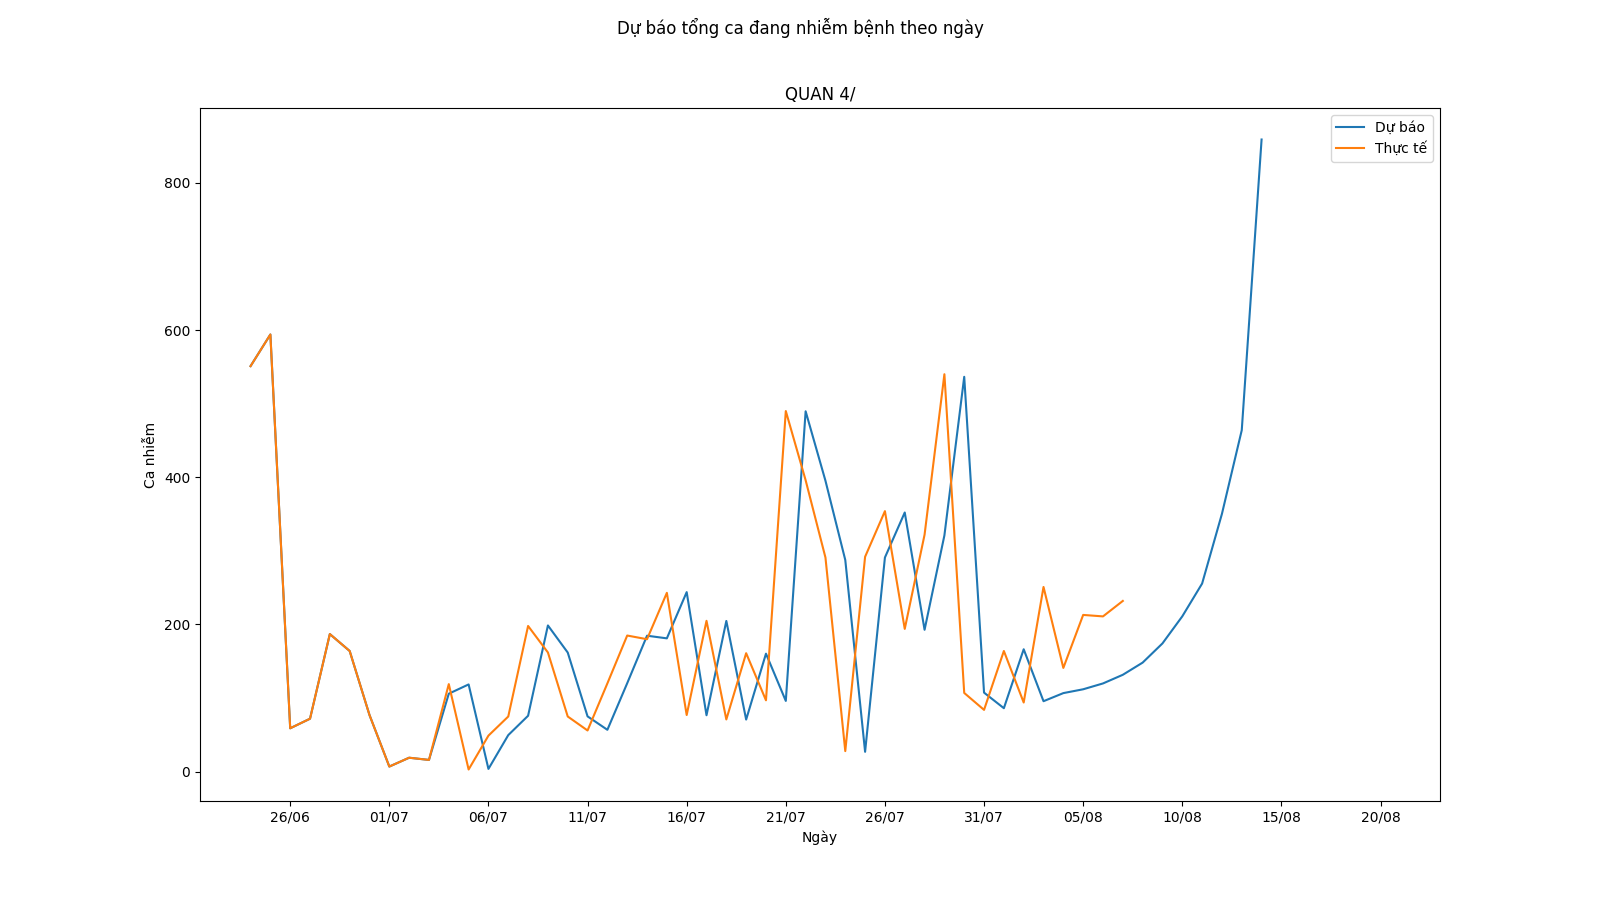 Dự báo tổng ca đang nhiễm bệnh theo ngày
QUAN 4/
Dự báo
Thực tế
800
600
400
200
0
Ca nhiễm
26/06 01/07 06/07 11/07 16/07 21/07 26/07 31/07 05/08 10/08 15/08 20/08
Ngày